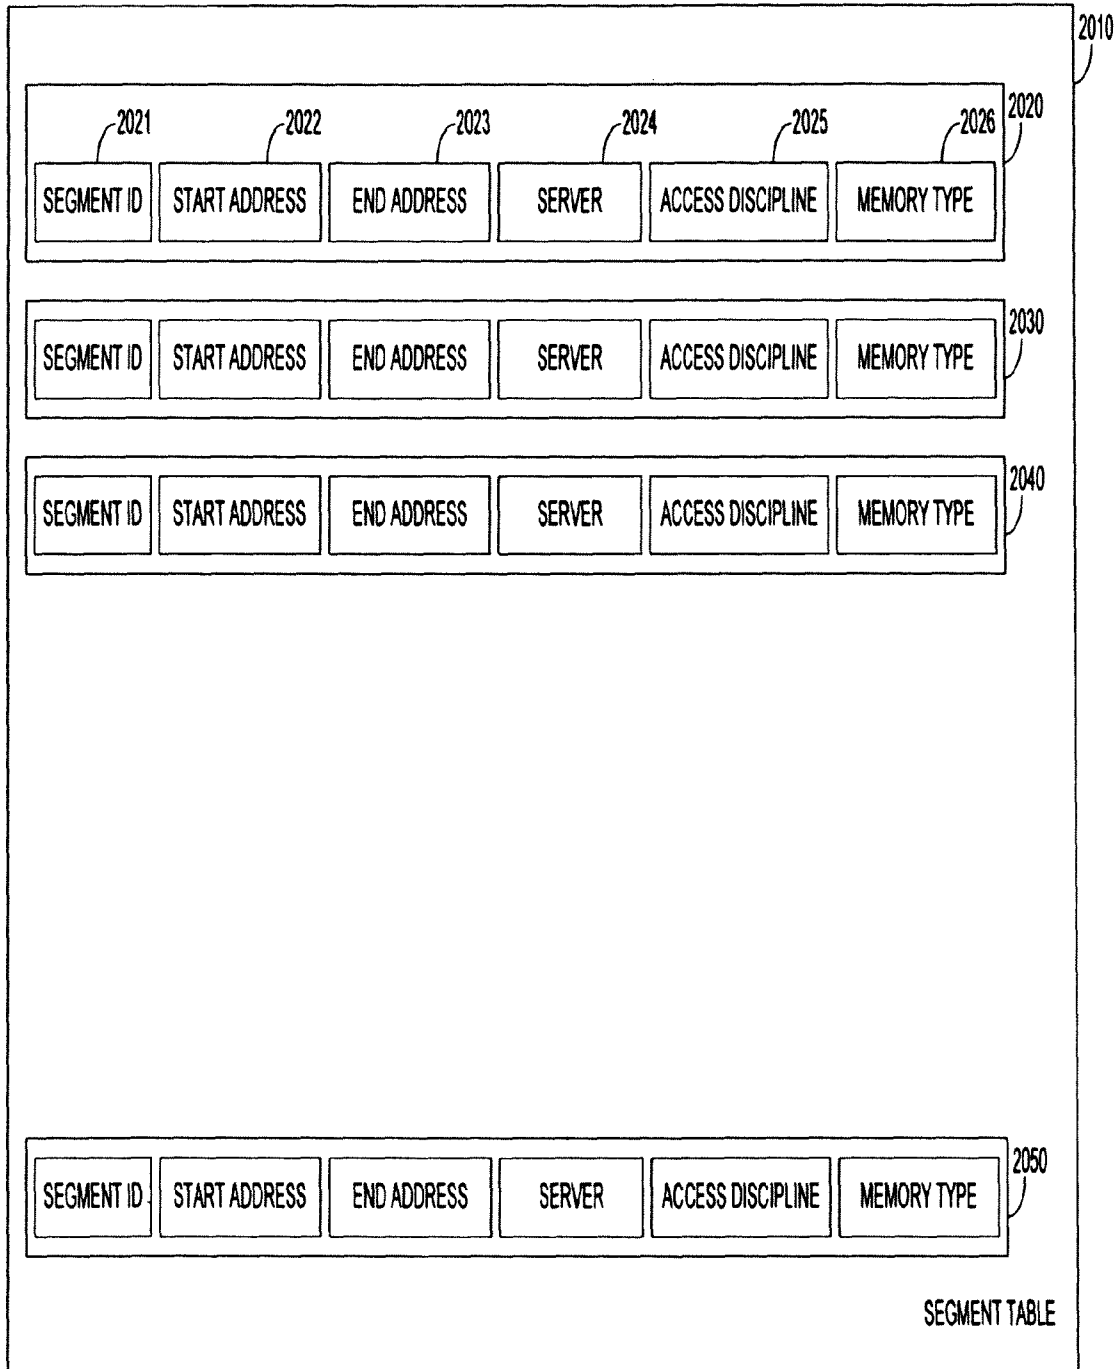 2010
2020
2021 2022 2023 2024 2025 2026
SEGMENT ID START ADDRESS END ADDRESS SERVER ACCESS DISCIPLINE MEMORY TYPE
2030
SEGMENT ID START ADDRESS END ADDRESS SERVER ACCESS DISCIPLINE MEMORY TYPE
2040
SEGMENT ID START ADDRESS END ADDRESS SERVER ACCESS DISCIPLINE MEMORY TYPE
2050
SEGMENT ID START ADDRESS END ADDRESS SERVER ACCESS DISCIPLINE MEMORY TYPE
SEGMENT TABLE